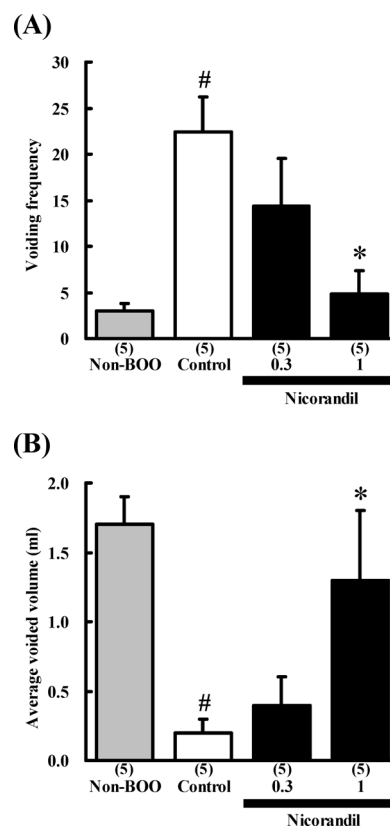 (A)
30
25
20
15
10
5
0
Voiding frequency
#
*
(5) (5) (5) (5)
Non-BOO Control 0.3 1
Nicorandil
(B)
2.0
1.5
1.0
0.5
0.0
Average voided volume (ml)
#
*
(5) (5) (5) (5)
Non-BOO Control 0.3 1
Nicorandil